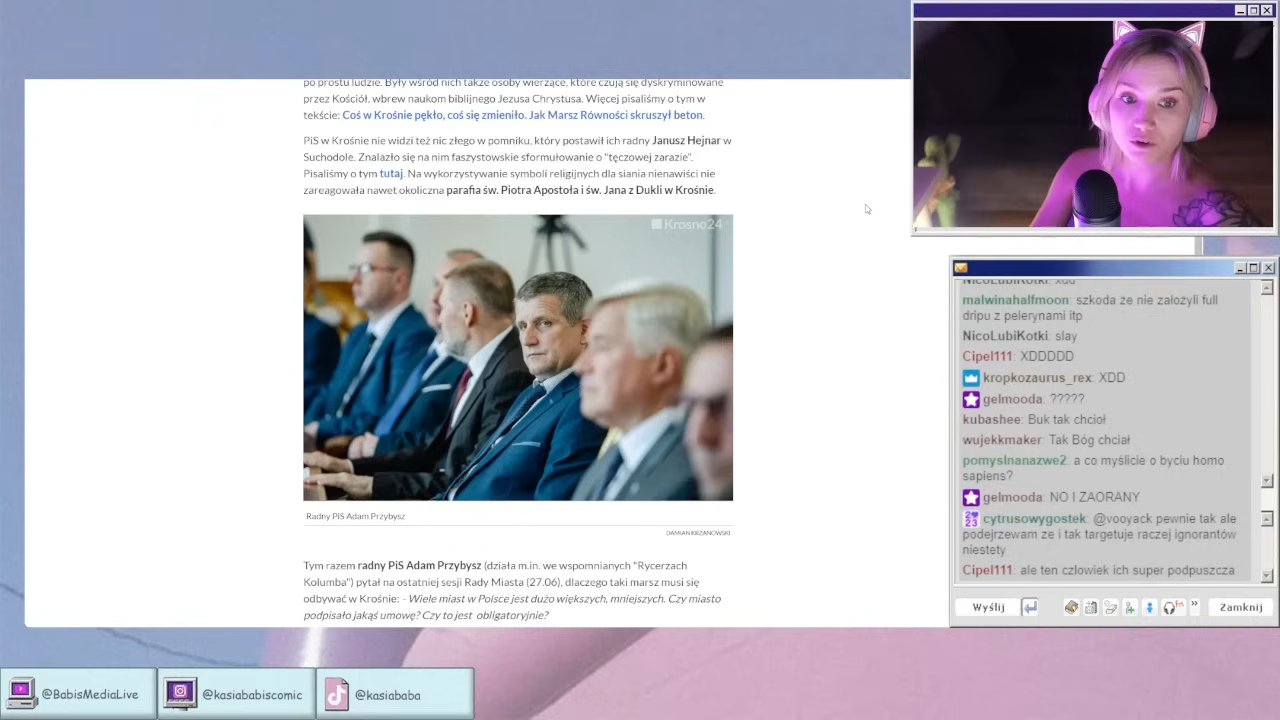 po prostu ludzie. Były wśród nich także osoby wierzące, które czują się dyskryminowane
przez Kościół, wbrew naukom biblijnego Jezusa Chrystusa. Więcej pisaliśmy o tym w
tekście: Coś w Krośnie pękło, coś się zmieniło. Jak Marsz Równości skruszył beton.
PiS w Krośnie nie widzi też nic złego w pomniku, który postawił ich radny Janusz Hejnar w
Suchodole. Znalazło się na nim faszystowskie sformułowanie o "tęczowej zarazie".
Pisaliśmy o tym tutaj. Na wykorzystywanie symboli religijnych dla siania nienawiści nie
zareagowała nawet okoliczna parafia św. Piotra Apostoła i św. Jana z Dukli w Krośnie.
Krosno24
Radny PiS Adam Przybysz
DAMIAN KRZANOWSKI
Tym razem radny PiS Adam Przybysz (działa m.in. we wspomnianych "Rycerzach
Kolumba") pytał na ostatniej sesji Rady Miasta (27.06), dlaczego taki marsz musi się
odbywać w Krośnie: - Wiele miast w Polsce jest dużo większych, mniejszych. Czy miasto
podpisało jakąś umowę? Czy to jest obligatoryjnie?
NicoLubiKotki: xdd
malwinahalfmoon: szkoda że nie założyli full
dripu z pelerynami itp
NicoLubiKotki: slay
Cipel111: XDDDDD
kropkozaurus_rex: XDD
gelmooda: ?????
kubashee: Buk tak chcioł
wujekkmaker: Tak Bóg chciał
pomyslnanazwe2: a co myślicie o byciu homo
sapiens?
gelmooda: NO I ZAORANY
cytrusowygostek: @vooyack pewnie tak ale
podejrzewam ze i tak targetuje raczej ignorantów
niestety
Cipel111: ale ten człowiek ich super podpuszcza
Wyślij
Zamknij
@BabisMediaLive
@kasiababiscomic
@kasiababa